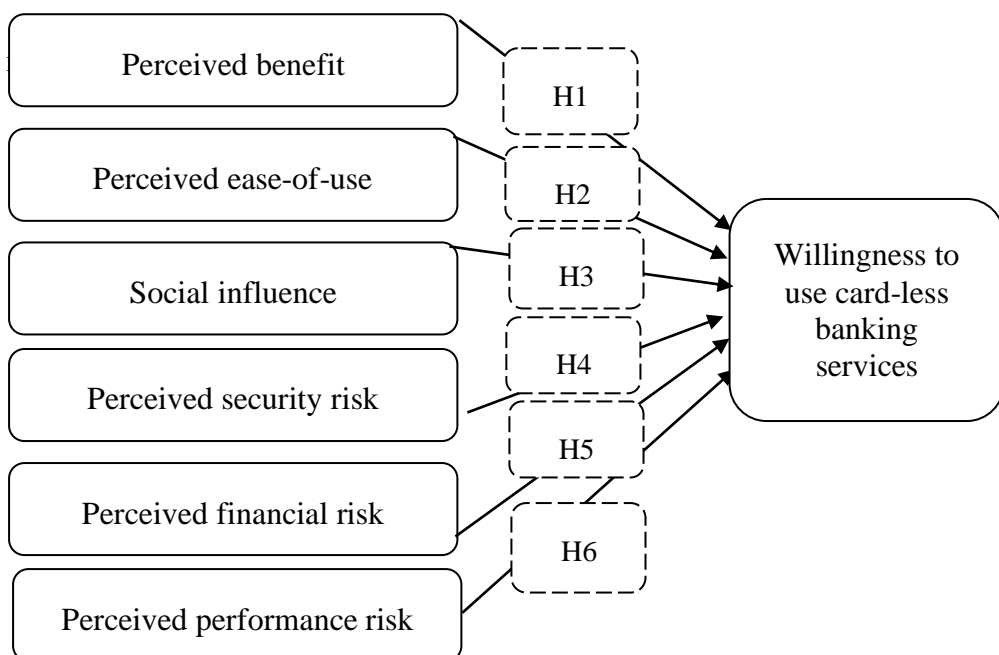 Perceived benefit
H1
Perceived ease-of-use
H2
Social influence
H3
Perceived security risk
H4
Perceived financial risk
H5
Perceived performance risk
H6
Willingness to
use card-less
banking
services